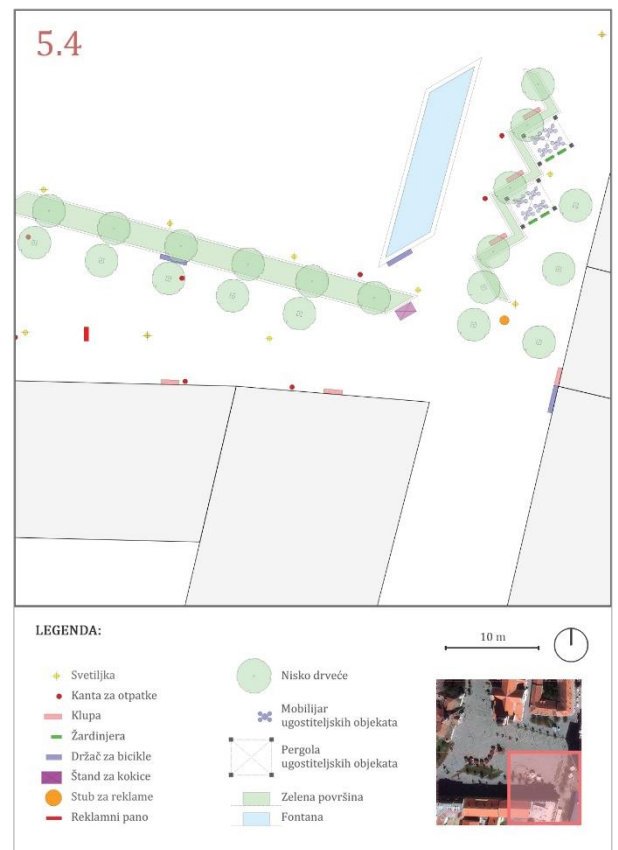 5.4
LEGENDA:
10 m
Svetiljka
Kanta za otpatke
Klupa
Žardinjera
Držač za bicikle
Štand za kokice
Stub za reklame
Reklamni pano
Nisko drveće
Mobilijar
ugostiteljskih objekata
Pergola
ugostiteljskih objekata
Zelena površina
Fontana